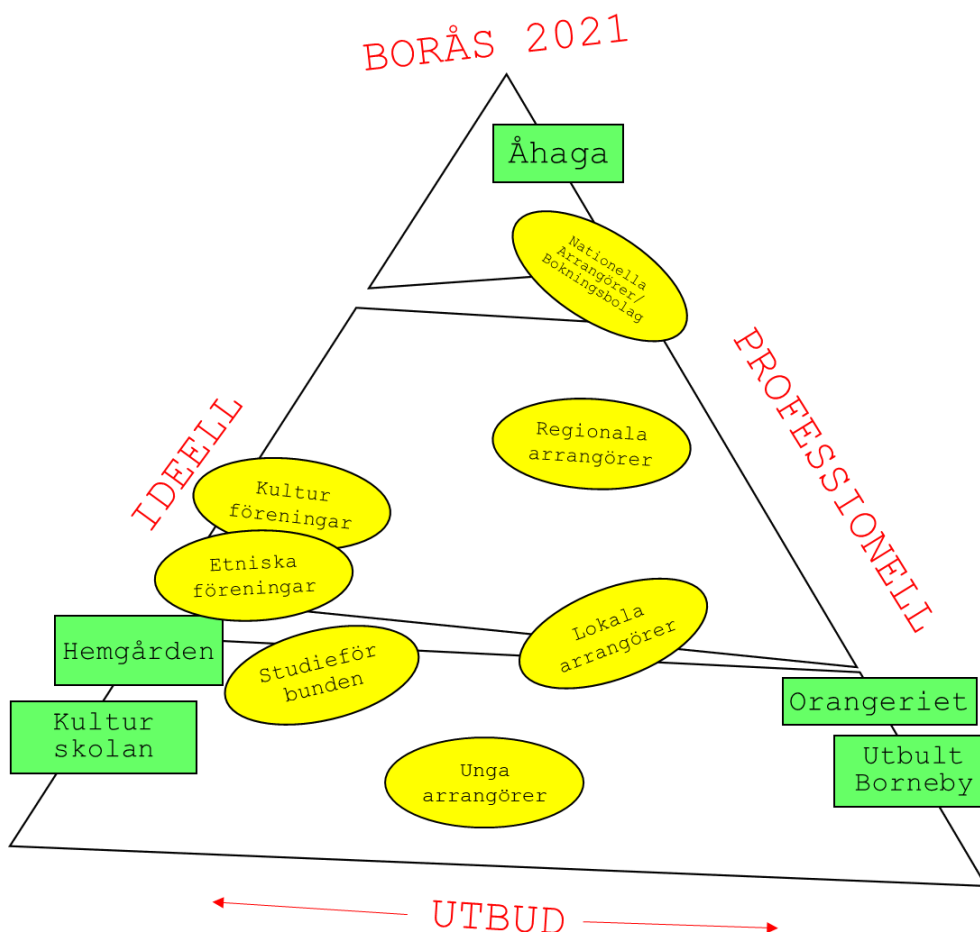 BORÅS 2021
Åhaga
Nationella
Arrangörer/
Bokningsbolag
PROFESSIONELL
IDEELL
Regionala
arrangörer
Kultur
föreningar
Etniska
föreningar
Lokala
arrangörer
Hemgården
Studieför
bunden
Orangeriet
Kultur
skolan
Utbult
Borneby
Unga
arrangörer
UTBUD